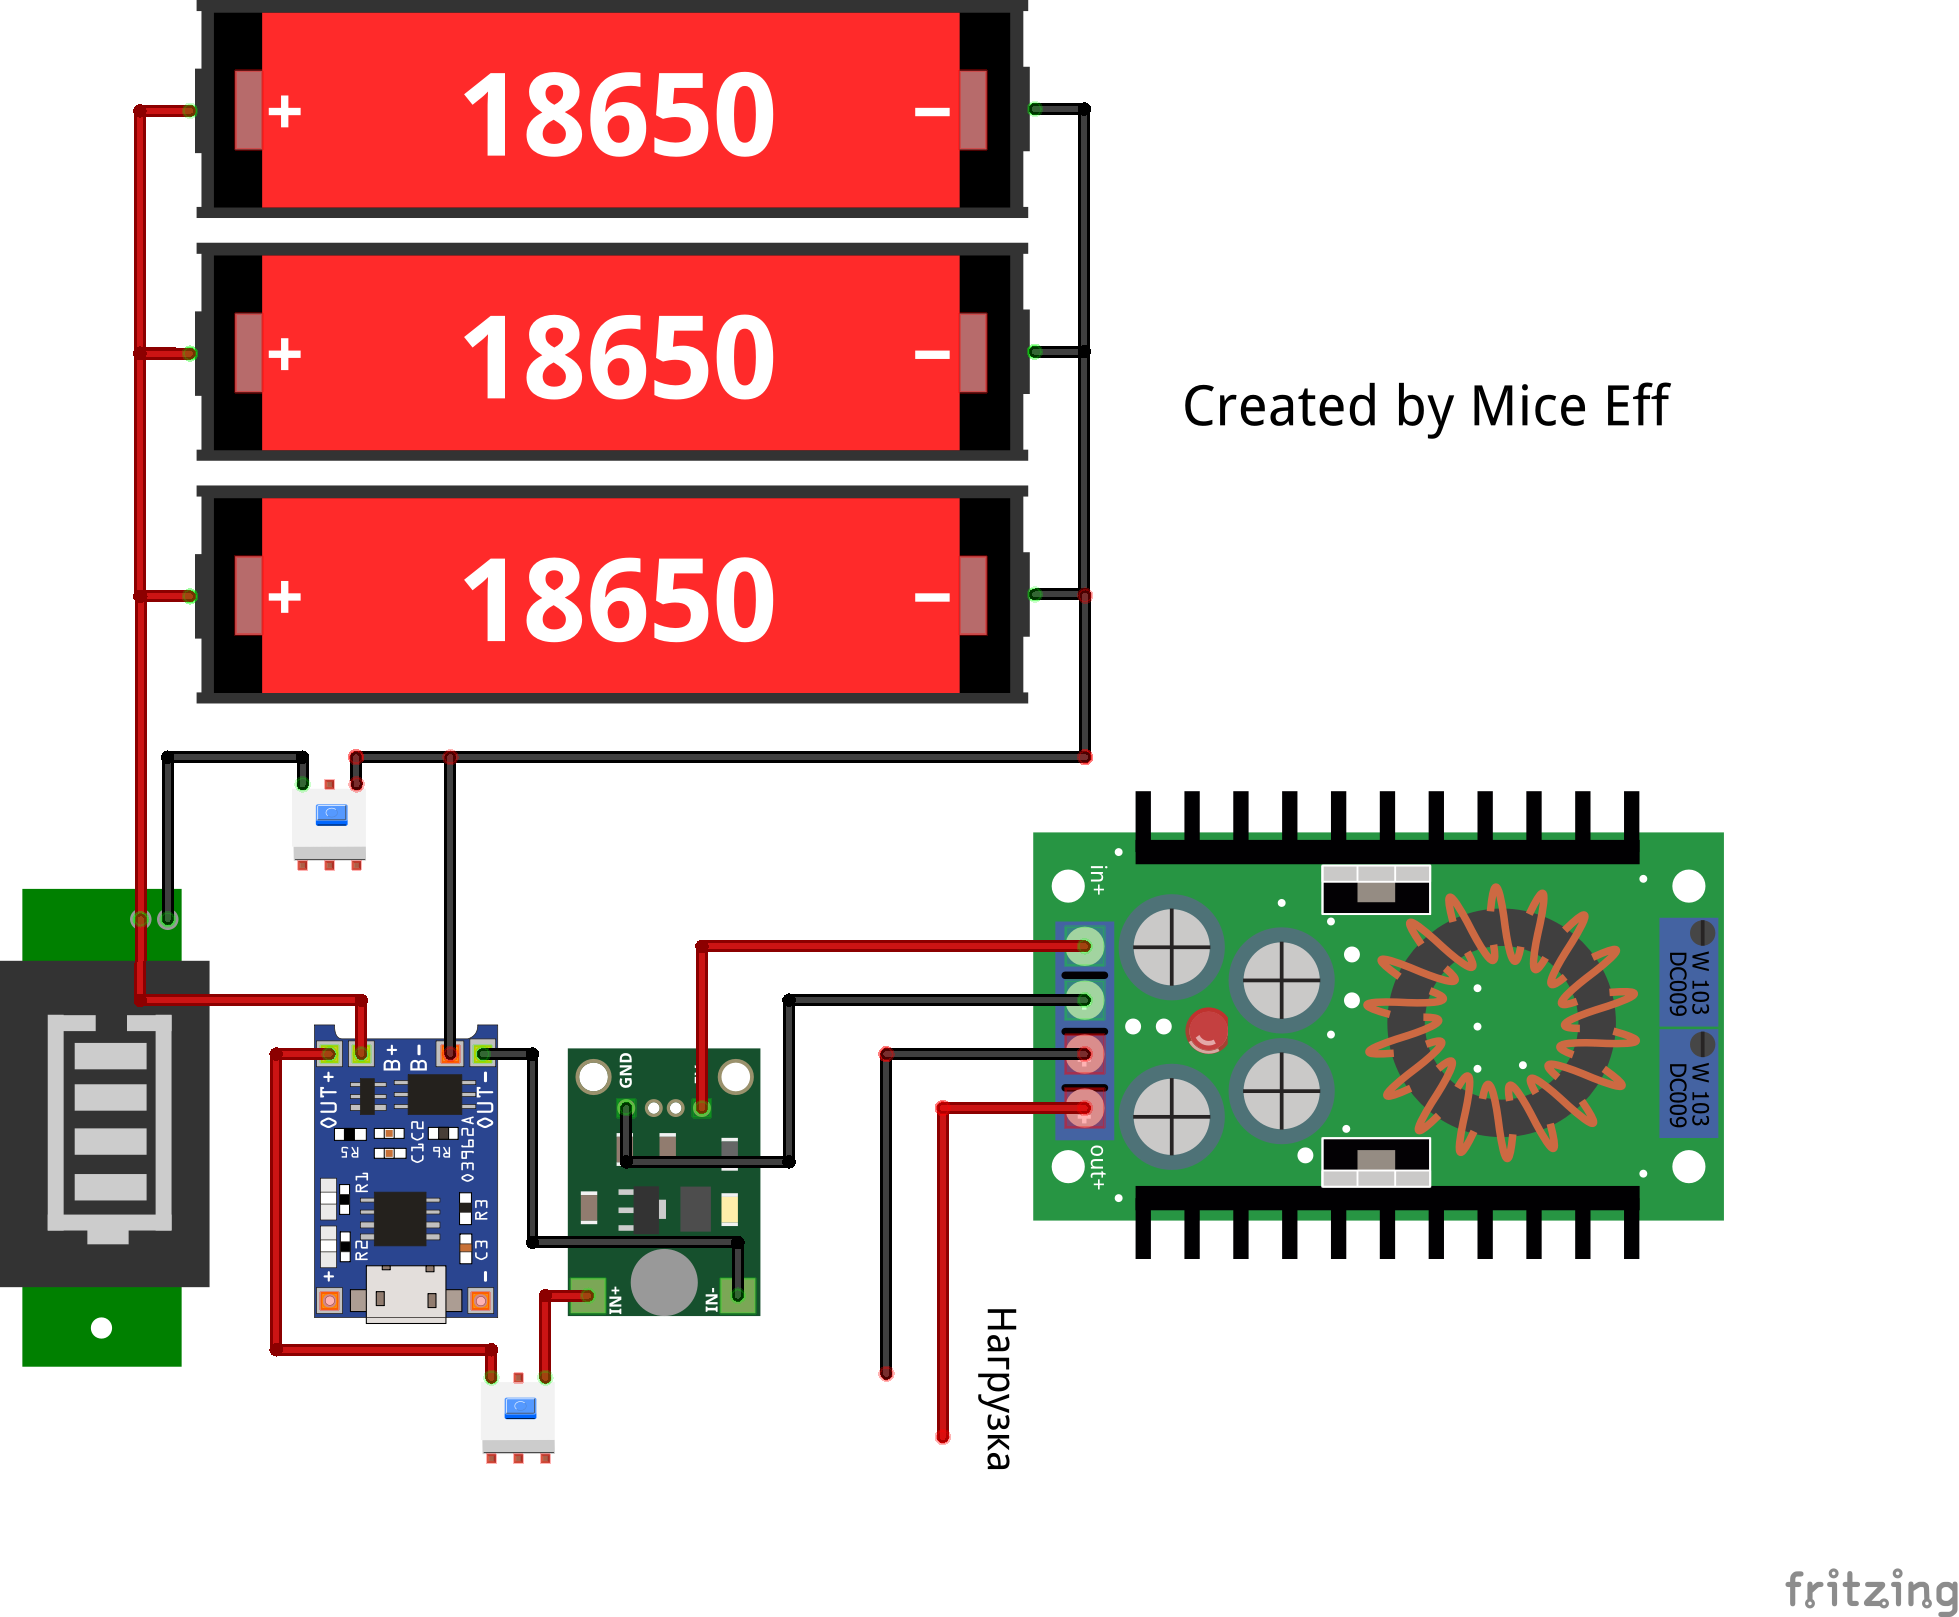 + 18650 −
+ 18650 −
Created by Mice Eff
+ 18650 −
in+
W 103
DC009
W 103
DC009
out+
B+
B-
OUT+
OUT-
R5
C1
C2
R6
03962A
R1
R3
R2
C3
+
-
GND
IN+
IN-
Нагрузка
fritzing